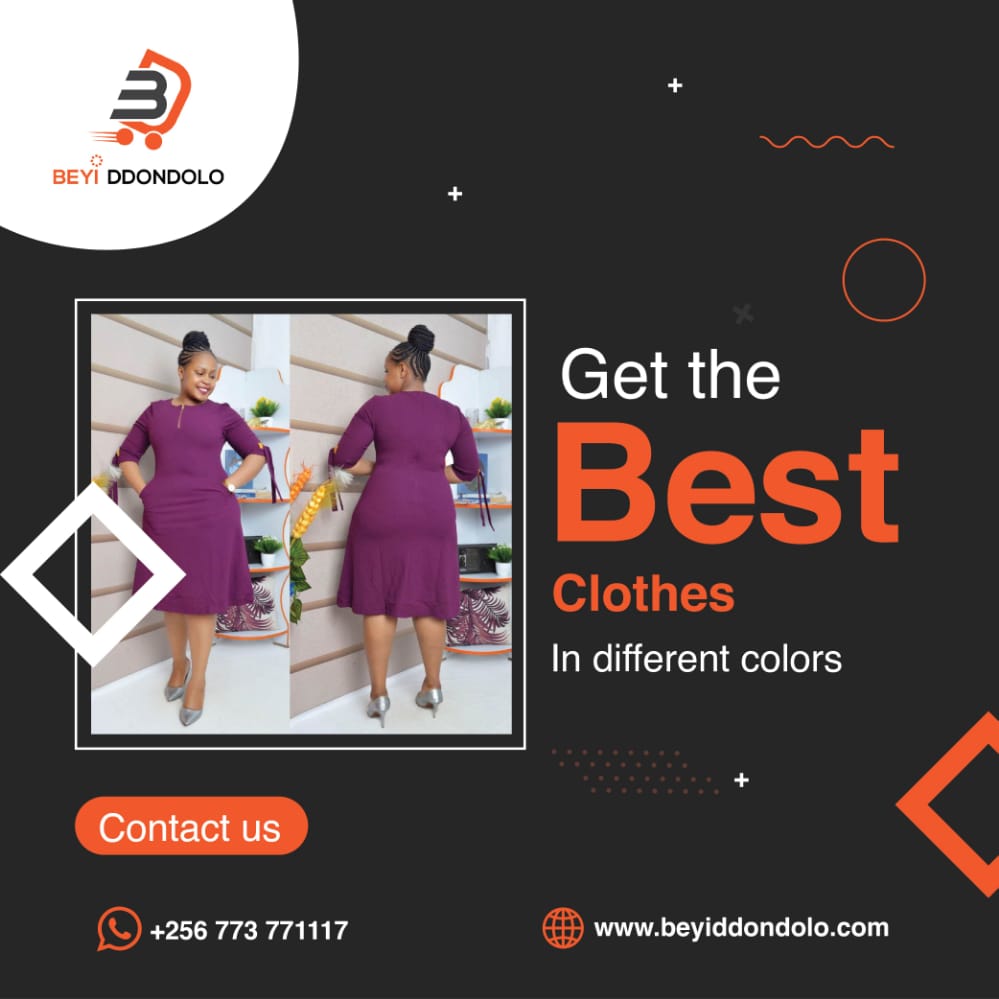 BEYI DDONDOLO
Get the
Best
Clothes
In different colors
Contact us
+256 773 771117
www.beyiddondolo.com